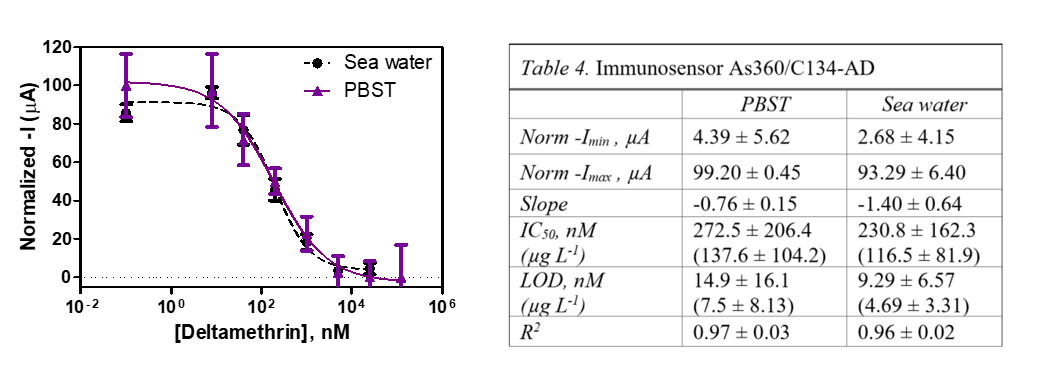 120
100
80
60
40
20
0
Normalized -I (µA)
Sea water
PBST
10⁻² 10⁰ 10² 10⁴ 10⁶
[Deltamethrin], nM
Table 4. Immunosensor As360/C134-AD
PBST Sea water
Norm -Imin , µA 4.39 ± 5.62 2.68 ± 4.15
Norm -Imax , µA 99.20 ± 0.45 93.29 ± 6.40
Slope -0.76 ± 0.15 -1.40 ± 0.64
IC50, nM 272.5 ± 206.4 230.8 ± 162.3
(µg L⁻¹) (137.6 ± 104.2) (116.5 ± 81.9)
LOD, nM 14.9 ± 16.1 9.29 ± 6.57
(µg L⁻¹) (7.5 ± 8.13) (4.69 ± 3.31)
R² 0.97 ± 0.03 0.96 ± 0.02